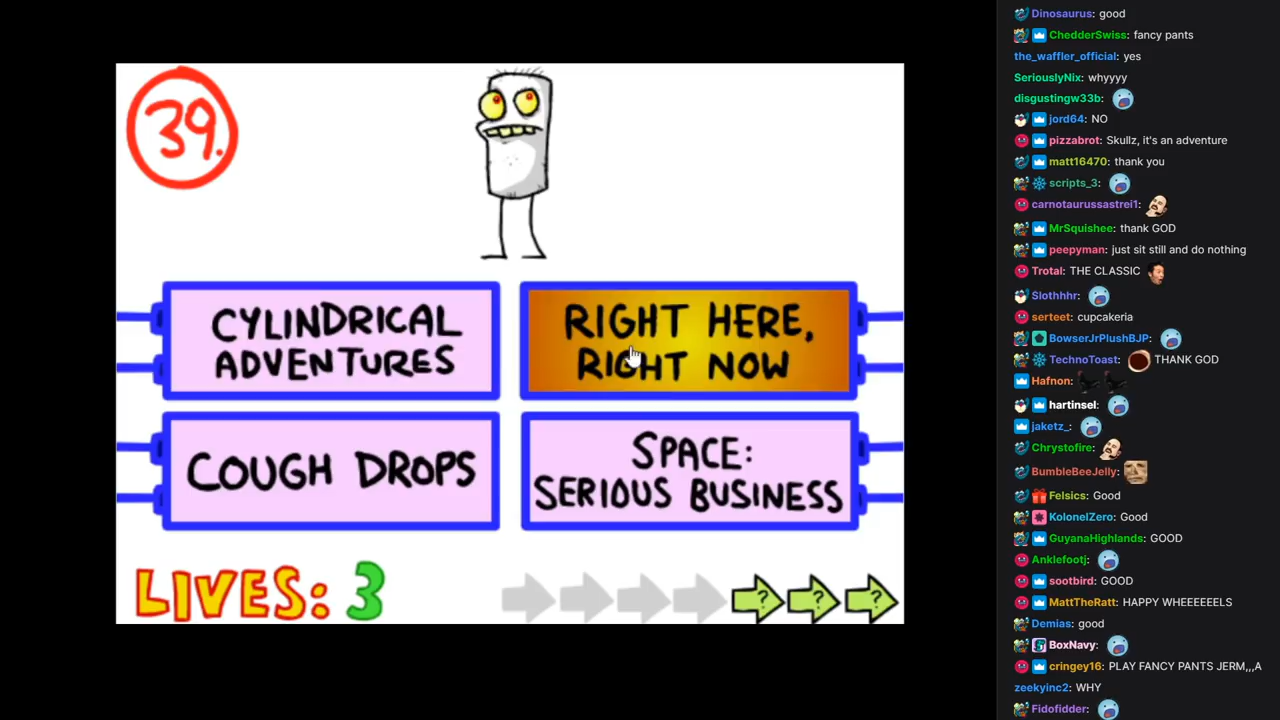 39.
CYLINDRICAL
ADVENTURES
RIGHT HERE,
RIGHT NOW
COUGH DROPS
SPACE:
SERIOUS BUSINESS
LIVES: 3
? ? ?
Dinosaurus: good
ChedderSwiss: fancy pants
the_waffler_official: yes
SeriouslyNix: whyyyy
disgustingw33b:
jord64: NO
pizzabrot: Skullz, it's an adventure
matt16470: thank you
scripts_3:
carnotaurussastrei1:
MrSquishee: thank GOD
peepyman: just sit still and do nothing
Trotal: THE CLASSIC
Slothhhr:
serteet: cupcakeria
BowserJrPlushBJP:
TechnoToast: THANK GOD
Hafnon:
hartinsel:
jaketz_:
Chrystofire:
BumbleBeeJelly:
Felsics: Good
KolonelZero: Good
GuyanaHighlands: GOOD
Anklefootj:
sootbird: GOOD
MattTheRatt: HAPPY WHEEEEEELS
Demias: good
BoxNavy:
cringey16: PLAY FANCY PANTS JERM,,,A
zeekyinc2: WHY
Fidofidder: